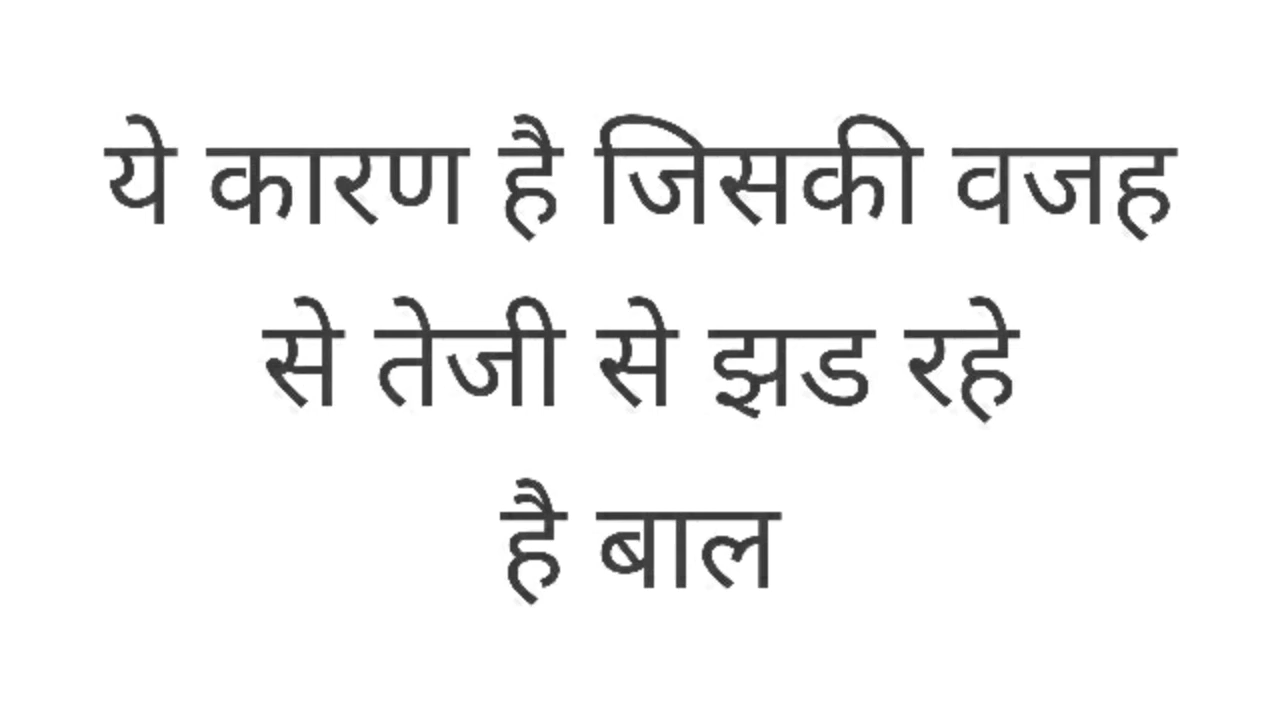 ये कारण है जिसकी वजह
से तेजी से झड रहे
है बाल